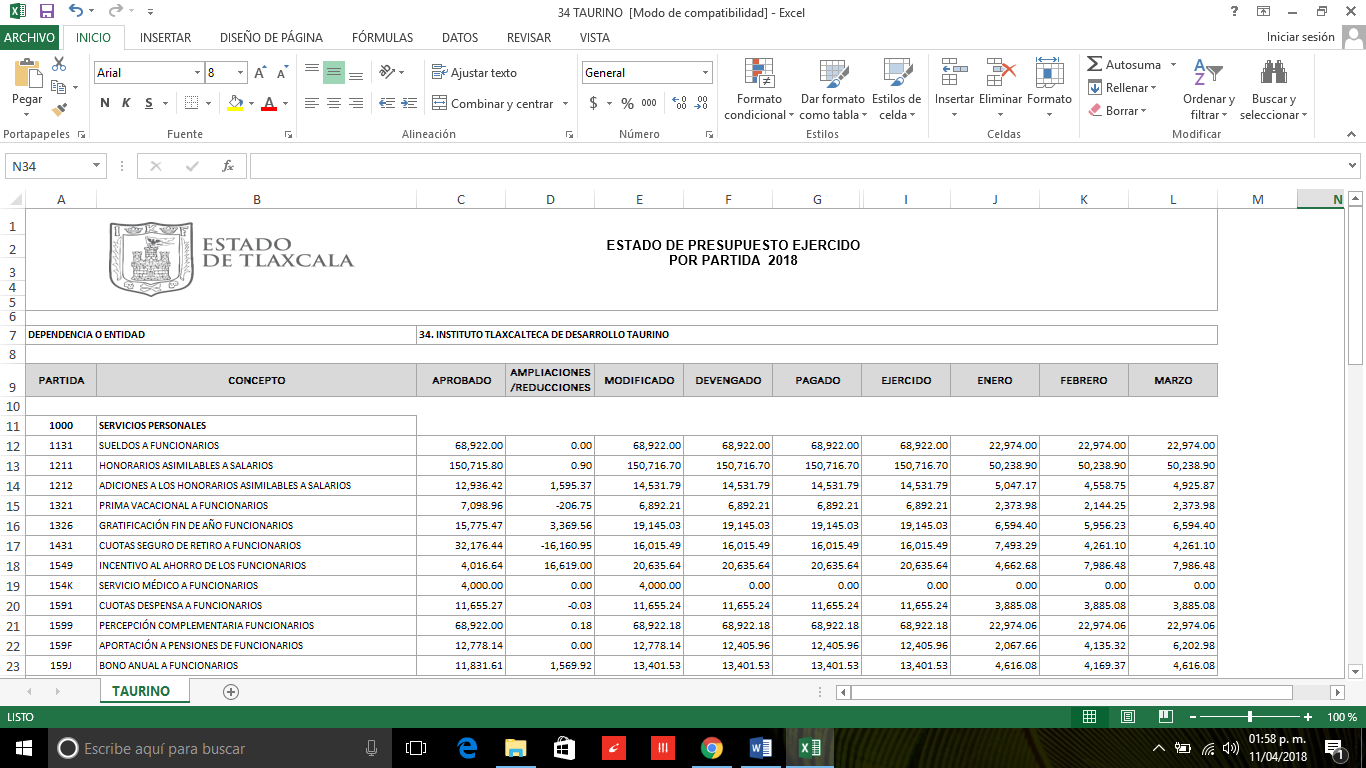 34 TAURINO [Modo de compatibilidad] - Excel
ARCHIVO INICIO INSERTAR DISEÑO DE PÁGINA FÓRMULAS DATOS REVISAR VISTA Iniciar sesión
Pegar
Portapapeles
Arial 8
N K S
Fuente
Ajustar texto
Combinar y centrar
Alineación
General
$ % 000
Número
Formato condicional
Dar formato como tabla
Estilos de celda
Estilos
Insertar Eliminar Formato
Celdas
Autosuma
Rellenar
Borrar
Ordenar y filtrar
Buscar y seleccionar
Modificar
N34 fx
A B C D E F G I J K L M N
1
2
3
4
5
ESTADO
DE TLAXCALA
ESTADO DE PRESUPUESTO EJERCIDO
POR PARTIDA 2018
6
7 DEPENDENCIA O ENTIDAD 34. INSTITUTO TLAXCALTECA DE DESARROLLO TAURINO
8
9 PARTIDA CONCEPTO APROBADO AMPLIACIONES /REDUCCIONES MODIFICADO DEVENGADO PAGADO EJERCIDO ENERO FEBRERO MARZO
10
11 1000 SERVICIOS PERSONALES
12 1131 SUELDOS A FUNCIONARIOS 68,922.00 0.00 68,922.00 68,922.00 68,922.00 68,922.00 22,974.00 22,974.00 22,974.00
13 1211 HONORARIOS ASIMILABLES A SALARIOS 150,715.80 0.90 150,716.70 150,716.70 150,716.70 150,716.70 50,238.90 50,238.90 50,238.90
14 1212 ADICIONES A LOS HONORARIOS ASIMILABLES A SALARIOS 12,936.42 1,595.37 14,531.79 14,531.79 14,531.79 14,531.79 5,047.17 4,558.75 4,925.87
15 1321 PRIMA VACACIONAL A FUNCIONARIOS 7,098.96 -206.75 6,892.21 6,892.21 6,892.21 6,892.21 2,373.98 2,144.25 2,373.98
16 1326 GRATIFICACIÓN FIN DE AÑO FUNCIONARIOS 15,775.47 3,369.56 19,145.03 19,145.03 19,145.03 19,145.03 6,594.40 5,956.23 6,594.40
17 1431 CUOTAS SEGURO DE RETIRO A FUNCIONARIOS 32,176.44 -16,160.95 16,015.49 16,015.49 16,015.49 16,015.49 7,493.29 4,261.10 4,261.10
18 1549 INCENTIVO AL AHORRO DE LOS FUNCIONARIOS 4,016.64 16,619.00 20,635.64 20,635.64 20,635.64 20,635.64 4,662.68 7,986.48 7,986.48
19 154K SERVICIO MÉDICO A FUNCIONARIOS 4,000.00 0.00 4,000.00 0.00 0.00 0.00 0.00 0.00 0.00
20 1591 CUOTAS DESPENSA A FUNCIONARIOS 11,655.27 -0.03 11,655.24 11,655.24 11,655.24 11,655.24 3,885.08 3,885.08 3,885.08
21 1599 PERCEPCIÓN COMPLEMENTARIA FUNCIONARIOS 68,922.00 0.18 68,922.18 68,922.18 68,922.18 68,922.18 22,974.06 22,974.06 22,974.06
22 159F APORTACIÓN A PENSIONES DE FUNCIONARIOS 12,778.14 0.00 12,778.14 12,405.96 12,405.96 12,405.96 2,067.66 4,135.32 6,202.98
23 159J BONO ANUAL A FUNCIONARIOS 11,831.61 1,569.92 13,401.53 13,401.53 13,401.53 13,401.53 4,616.08 4,169.37 4,616.08
TAURINO
LISTO 100 %
Escribe aquí para buscar
01:58 p. m.
11/04/2018
1